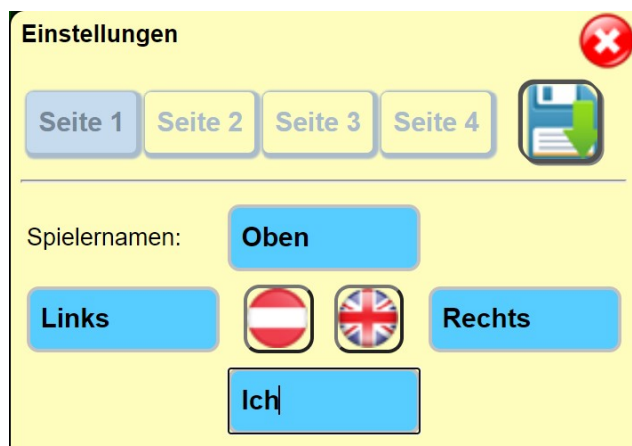 Einstellungen
Seite 1 Seite 2 Seite 3 Seite 4
Spielernamen: Oben
Links Rechts
Ich